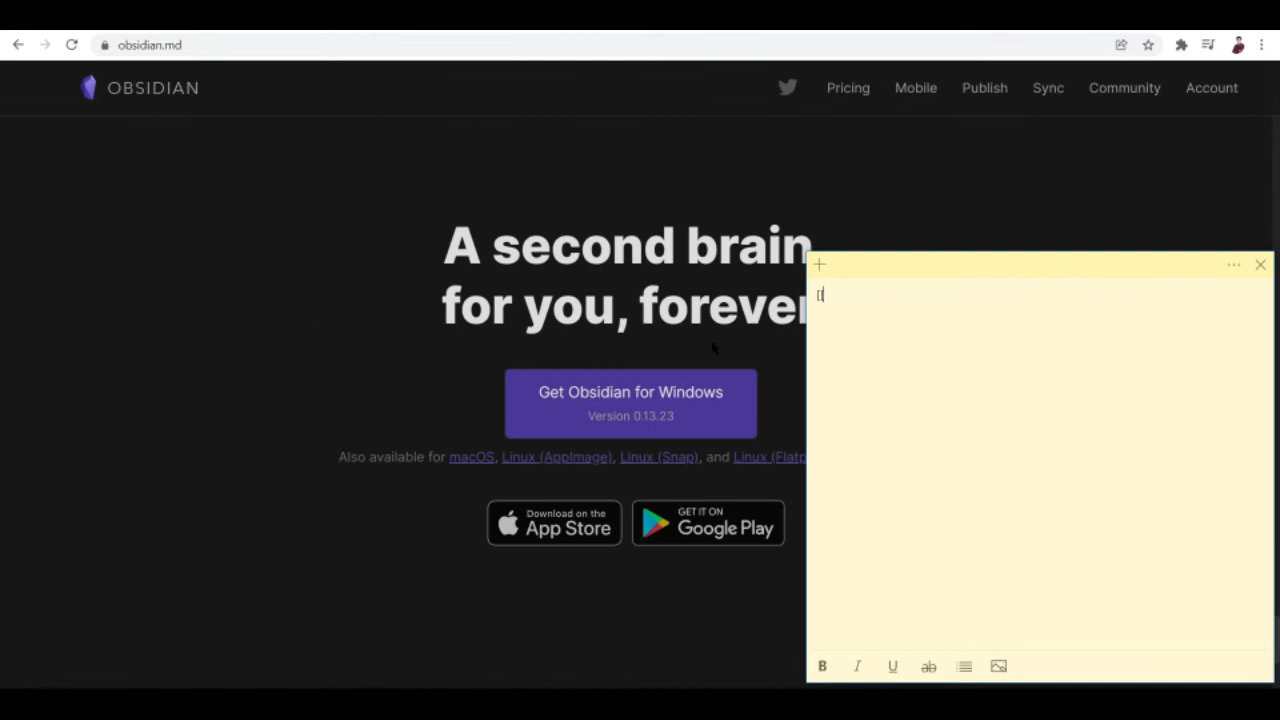 obsidian.md
OBSIDIAN
Pricing Mobile Publish Sync Community Account
A second brain,
for you, forever
Get Obsidian for Windows
Version 0.13.23
Also available for macOS, Linux (AppImage), Linux (Snap), and Linux (Flatp
Download on the
App Store
GET IT ON
Google Play
[[
B I U ab